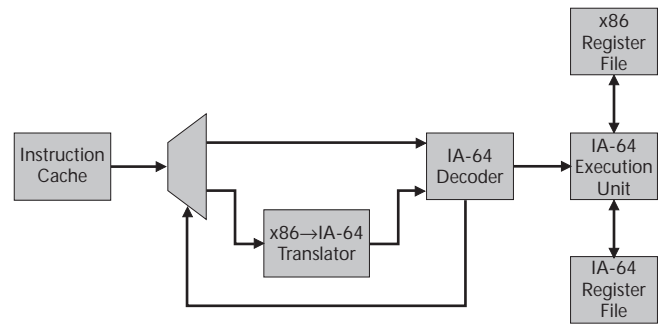 x86
Register
File
Instruction
Cache
IA-64
Decoder
IA-64
Execution
Unit
x86→IA-64
Translator
IA-64
Register
File